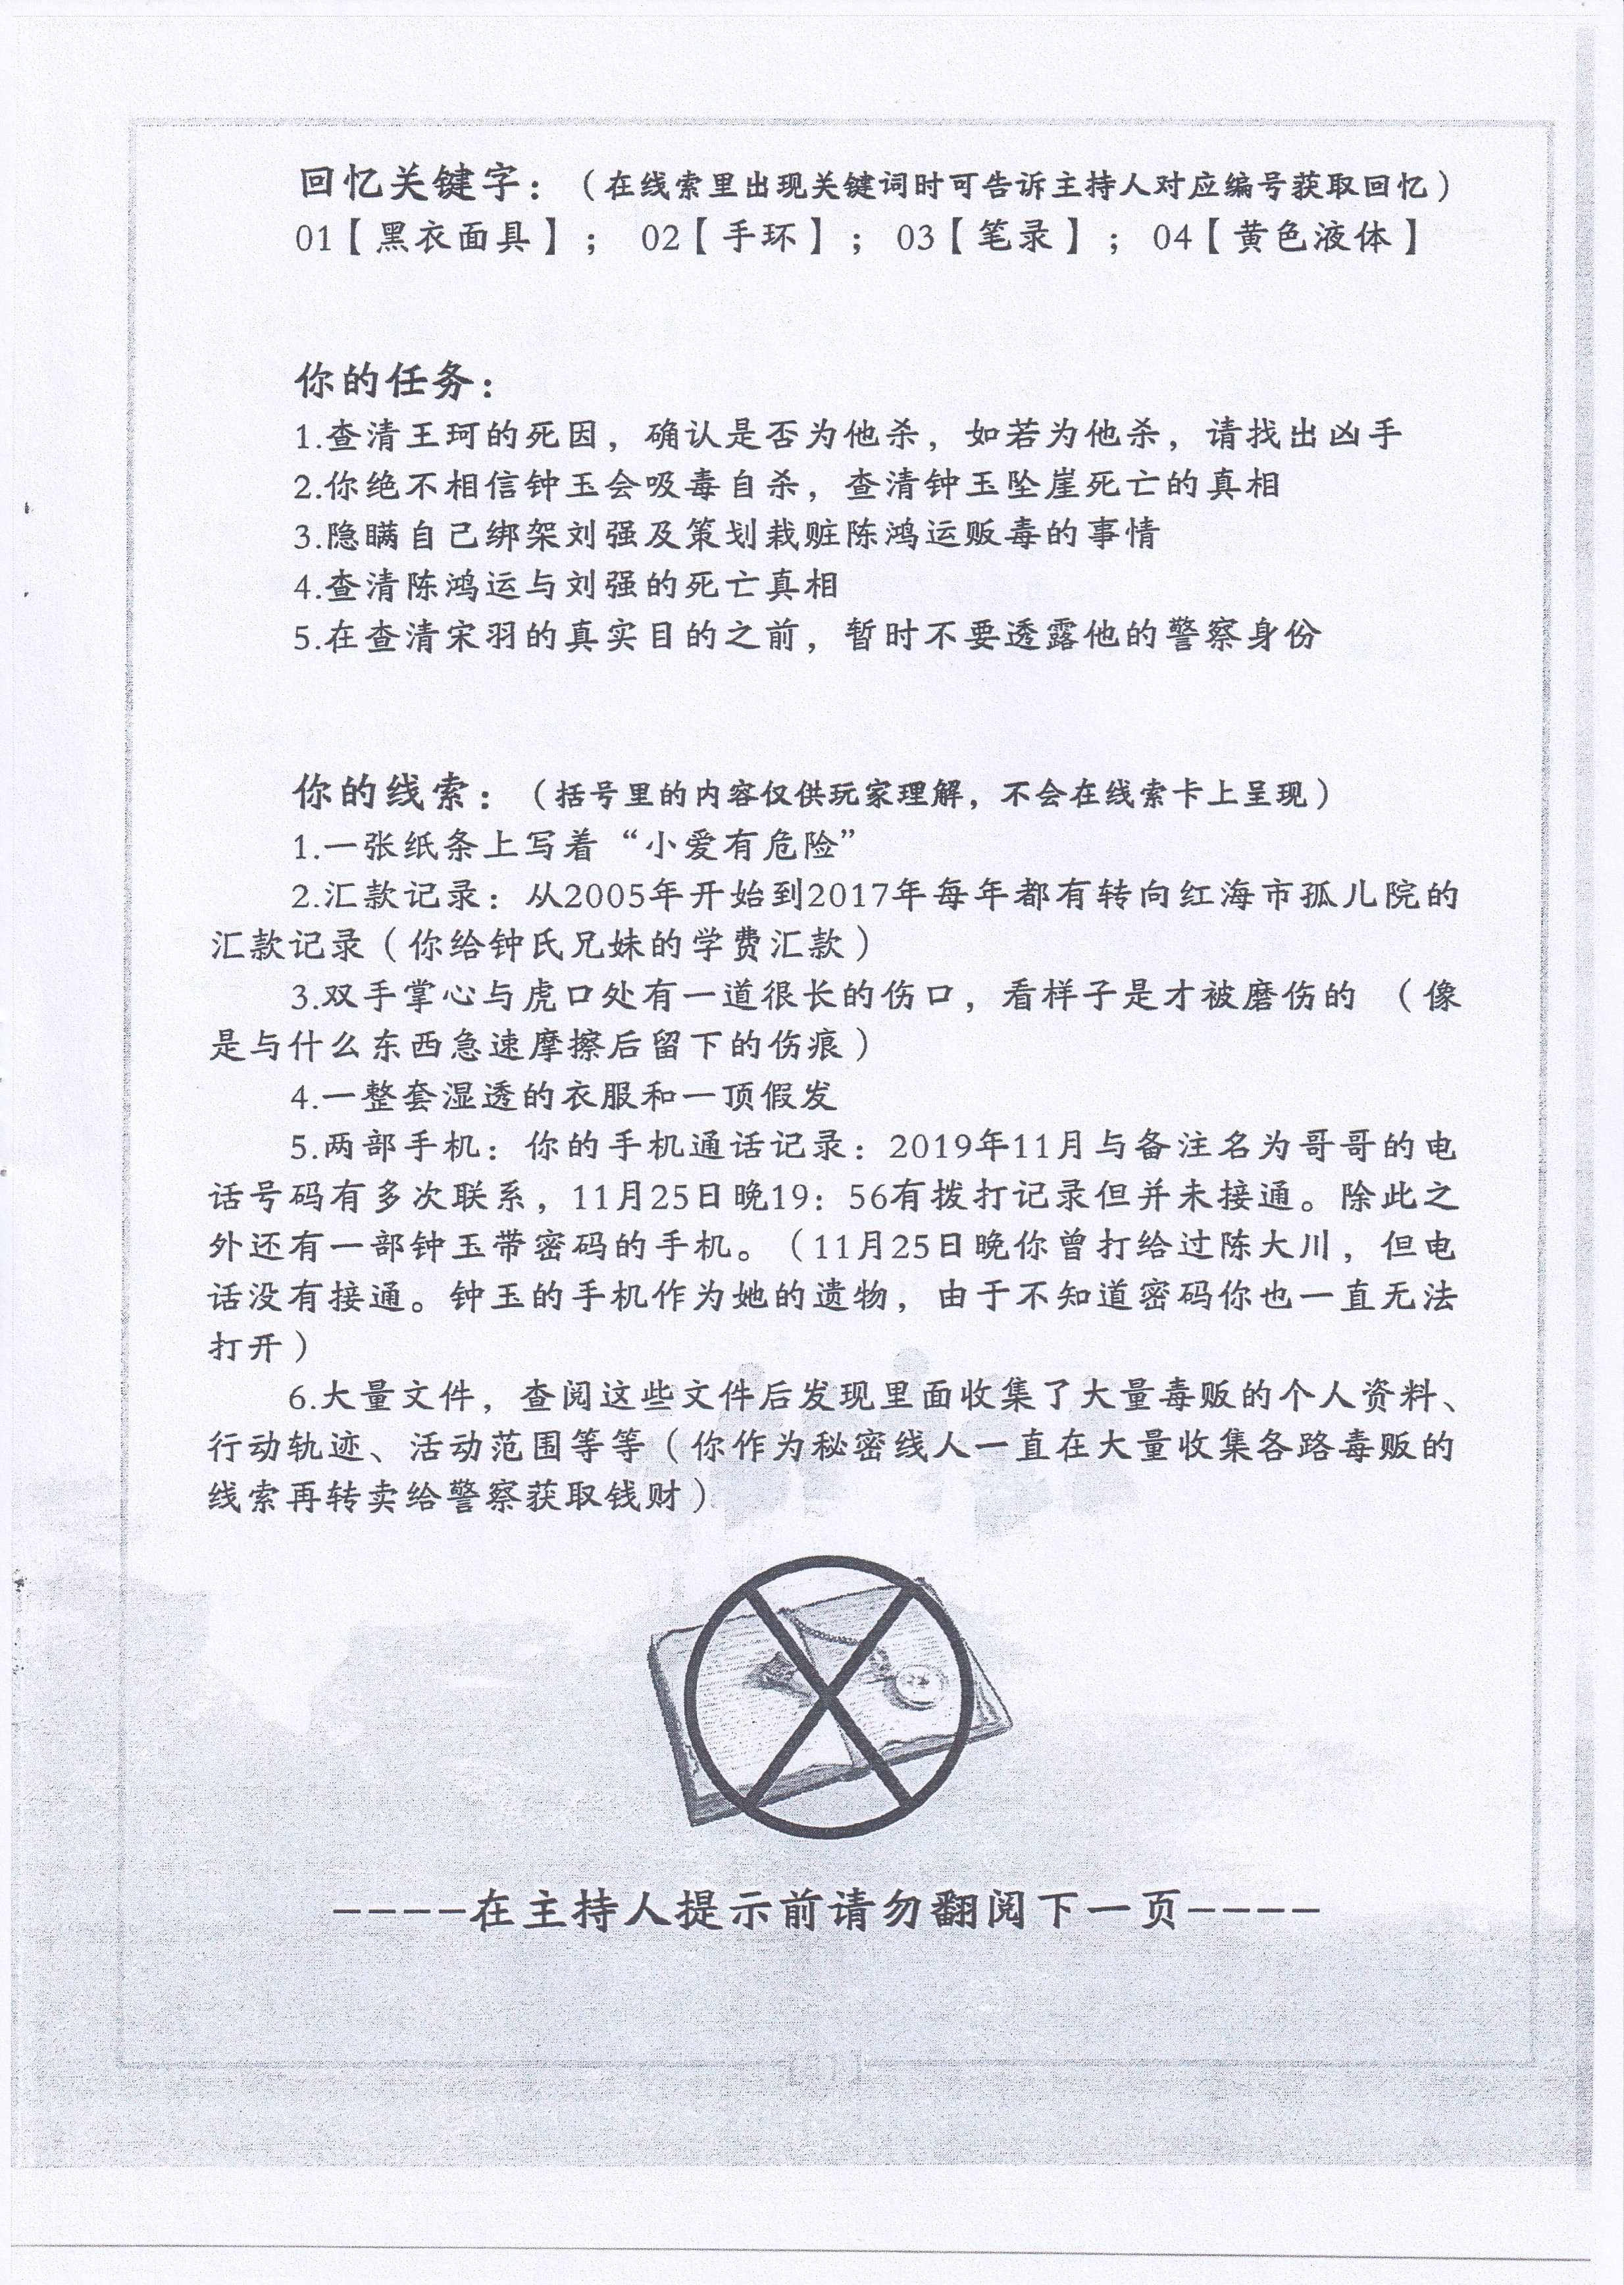 回忆关键字：（在线索里出现关键词时可告诉主持人对应编号获取回忆）
01【黑衣面具】； 02【手环】；03【笔录】；04【黄色液体】
你的任务：
1.查清王珂的死因，确认是否为他杀，如若为他杀，请找出凶手
2.你绝不相信钟玉会吸毒自杀，查清钟玉坠崖死亡的真相
3.隐瞒自己绑架刘强及策划栽赃陈鸿运贩毒的事情
4.查清陈鸿运与刘强的死亡真相
5.在查清宋羽的真实目的之前，暂时不要透露他的警察身份
你的线索：（括号里的内容仅供玩家理解，不会在线索卡上呈现）
1.一张纸条上写着“小爱有危险”
2.汇款记录：从2005年开始到2017年每年都有转向红海市孤儿院的
汇款记录（你给钟氏兄妹的学费汇款）
3.双手掌心与虎口处有一道很长的伤口，看样子是才被磨伤的 （像
是与什么东西急速摩擦后留下的伤痕）
4.一整套湿透的衣服和一顶假发
5.两部手机：你的手机通话记录：2019年11月与备注名为哥哥的电
话号码有多次联系，11月25日晚19：56有拨打记录但并未接通。除此之
外还有一部钟玉带密码的手机。（11月25日晚你曾打给过陈大川，但电
话没有接通。钟玉的手机作为她的遗物，由于不知道密码你也一直无法
打开）
6.大量文件，查阅这些文件后发现里面收集了大量毒贩的个人资料、
行动轨迹、活动范围等等（你作为秘密线人一直在大量收集各路毒贩的
线索再转卖给警察获取钱财）
----在主持人提示前请勿翻阅下一页----